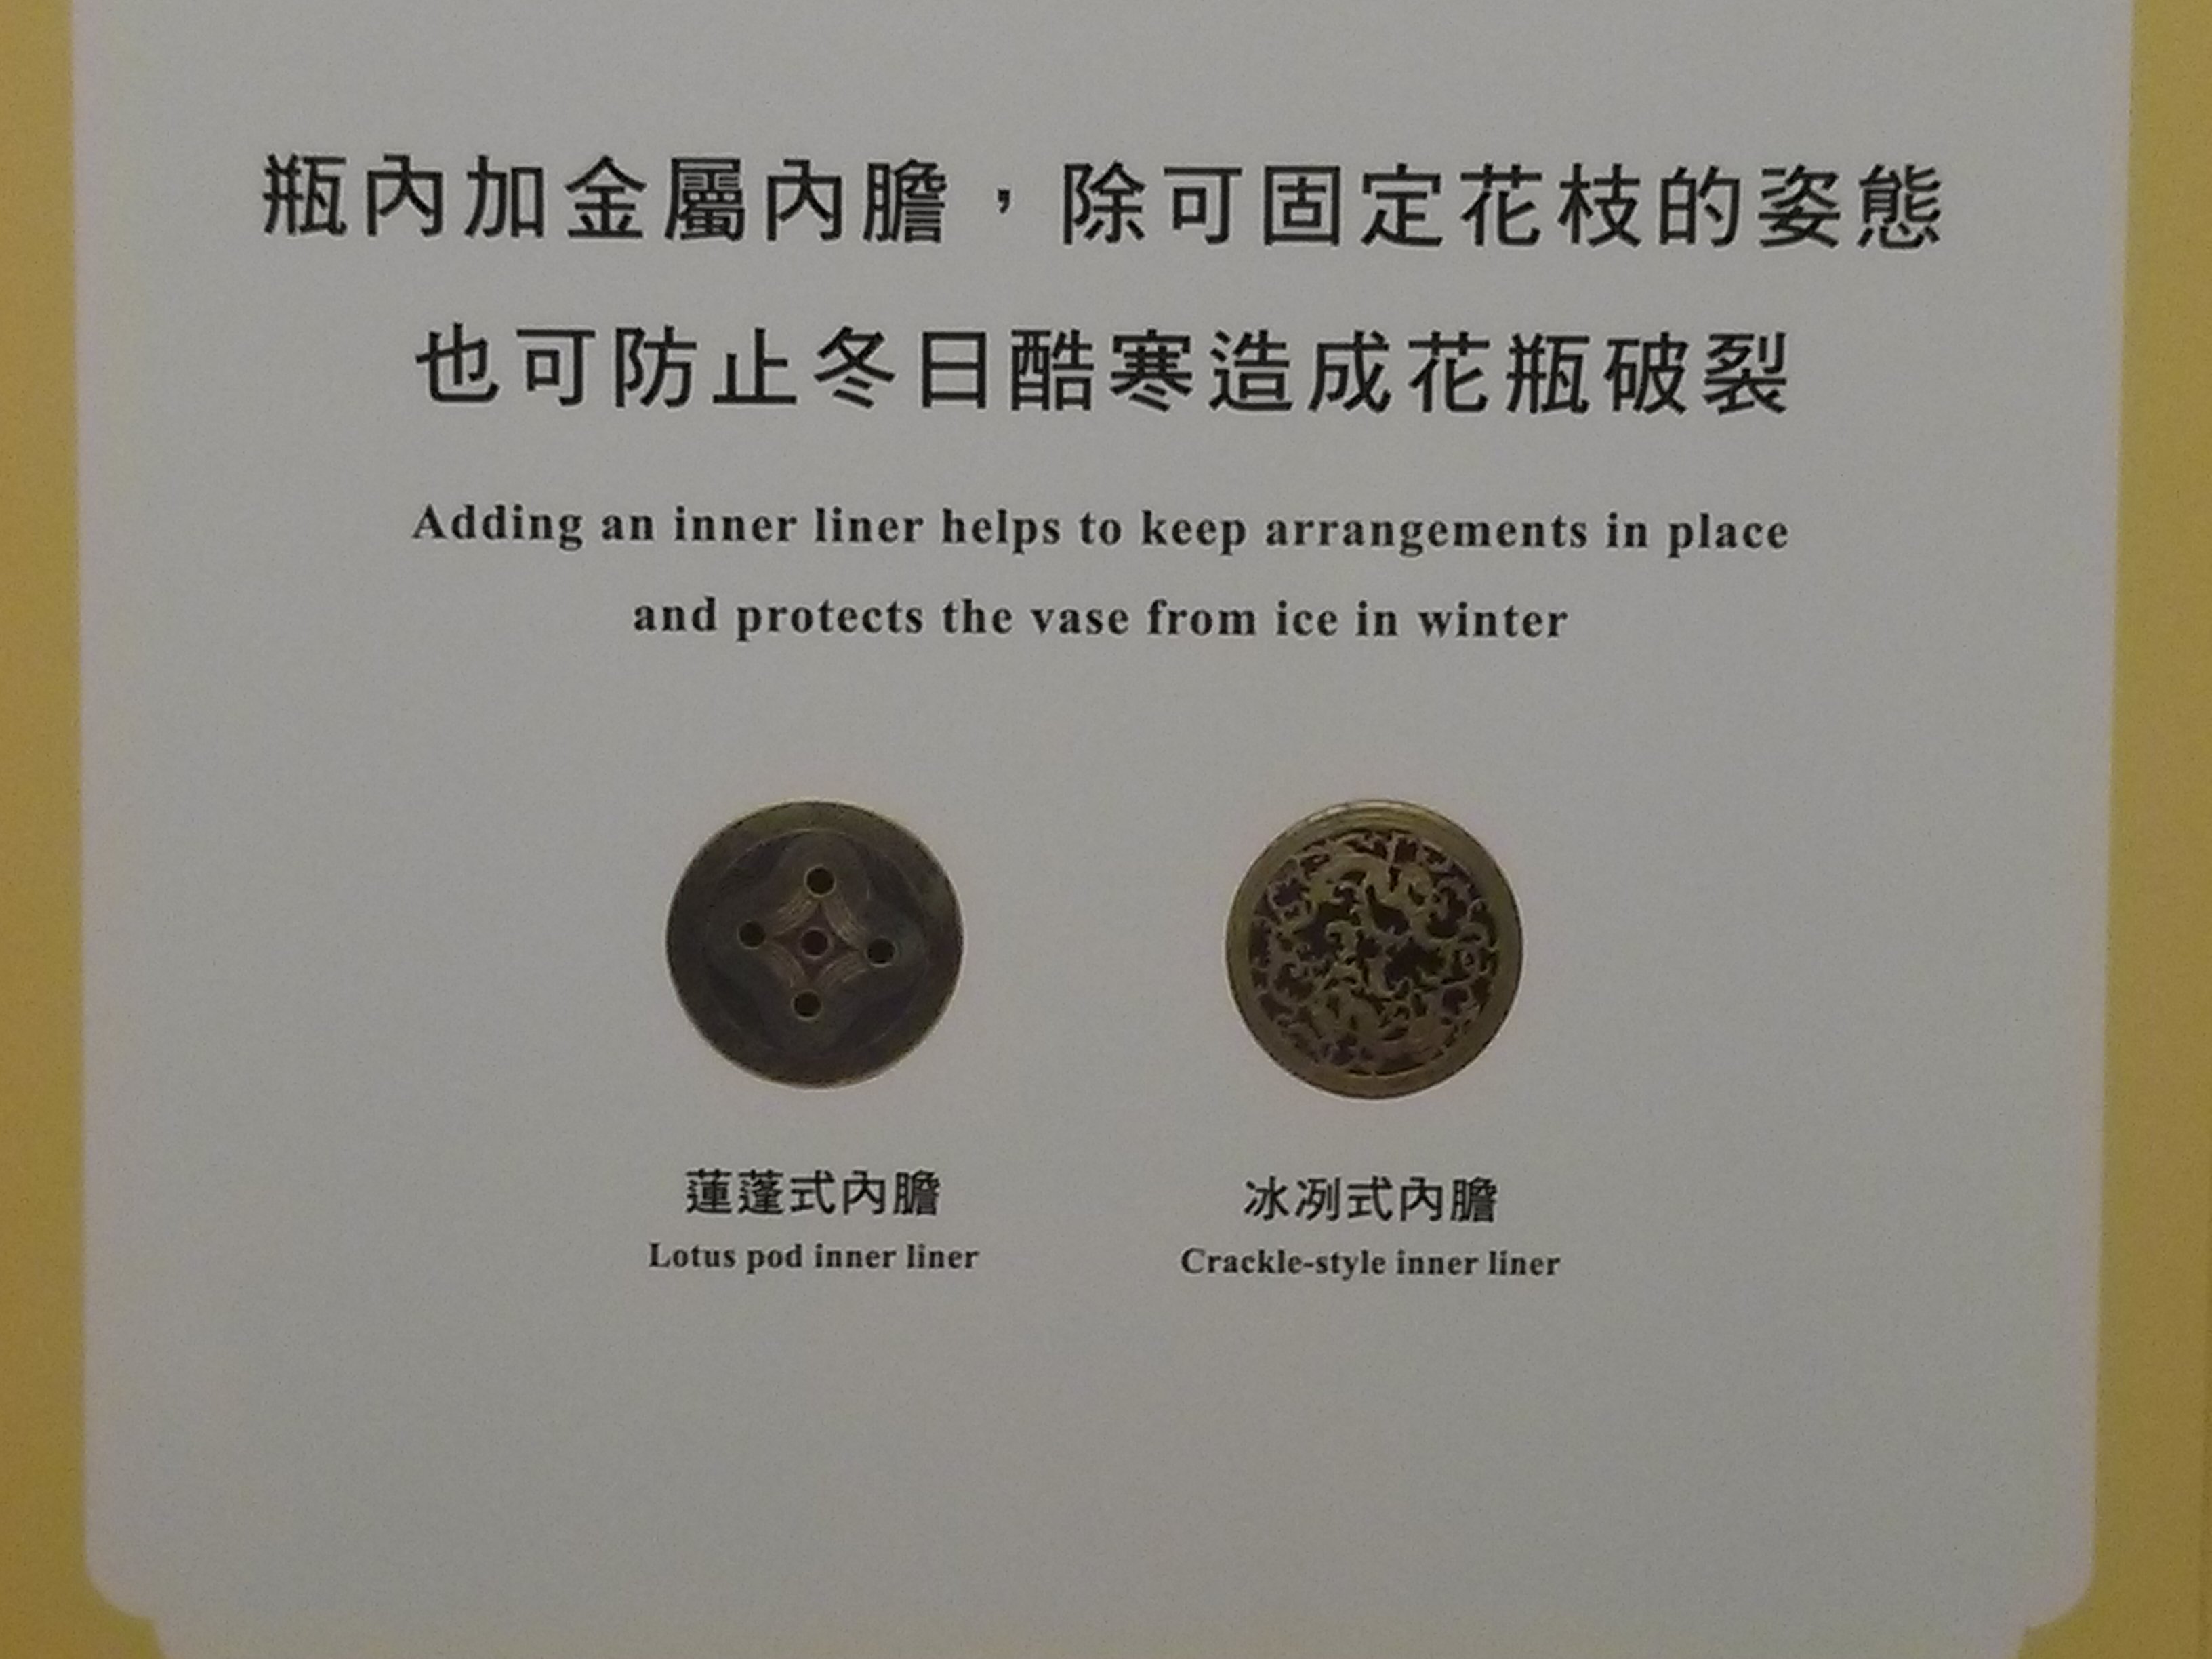 瓶內加金屬內膽，除可固定花枝的姿態
也可防止冬日酷寒造成花瓶破裂
Adding an inner liner helps to keep arrangements in place
and protects the vase from ice in winter
蓮蓬式內膽
Lotus pod inner liner
冰冽式內膽
Crackle-style inner liner